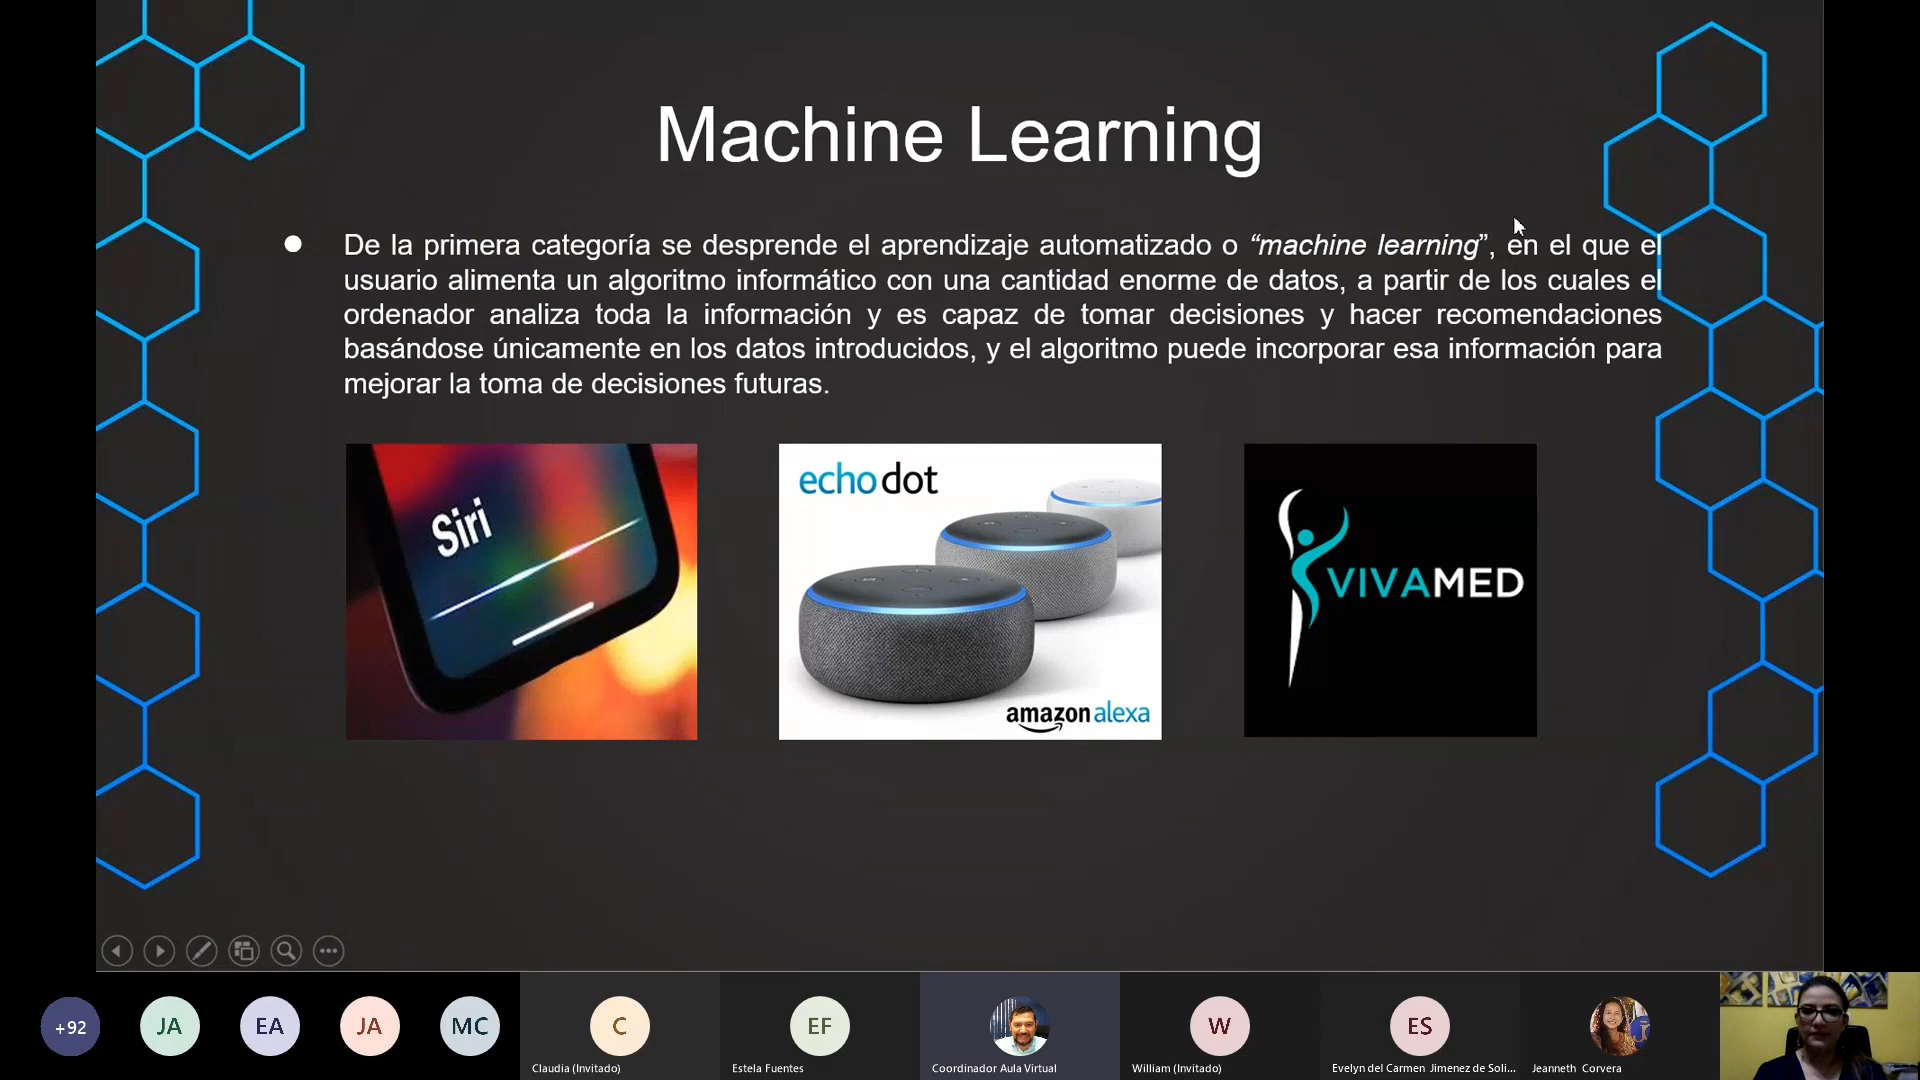 Machine Learning
De la primera categoría se desprende el aprendizaje automatizado o “machine learning”, en el que el
usuario alimenta un algoritmo informático con una cantidad enorme de datos, a partir de los cuales el
ordenador analiza toda la información y es capaz de tomar decisiones y hacer recomendaciones
basándose únicamente en los datos introducidos, y el algoritmo puede incorporar esa información para
mejorar la toma de decisiones futuras.
Siri
echo dot
amazon alexa
VIVAMED
+92
JA
EA
JA
MC
C
EF
W
ES
Claudia (Invitado)
Estela Fuentes
Coordinador Aula Virtual
William (Invitado)
Evelyn del Carmen Jimenez de Soli...
Jeanneth Corvera